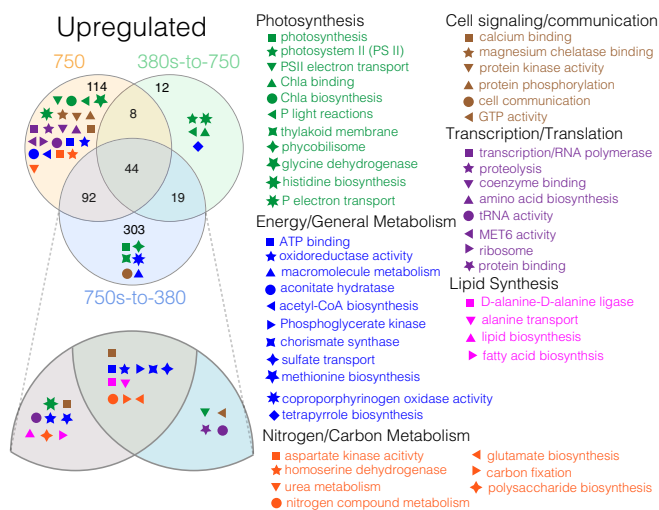 Upregulated
750
380s-to-750
114
12
8
44
92
19
303
750s-to-380
Photosynthesis
photosynthesis
photosystem II (PS II)
PSII electron transport
Chla binding
Chla biosynthesis
P light reactions
thylakoid membrane
phycobilisome
glycine dehydrogenase
histidine biosynthesis
P electron transport
Energy/General Metabolism
ATP binding
oxidoreductase activity
macromolecule metabolism
aconitate hydratase
acetyl-CoA biosynthesis
Phosphoglycerate kinase
chorismate synthase
sulfate transport
methionine biosynthesis
coproporphyrinogen oxidase activity
tetrapyrrole biosynthesis
Cell signaling/communication
calcium binding
magnesium chelatase binding
protein kinase activity
protein phosphorylation
cell communication
GTP activity
Transcription/Translation
transcription/RNA polymerase
proteolysis
coenzyme binding
amino acid biosynthesis
tRNA activity
MET6 activity
ribosome
protein binding
Lipid Synthesis
D-alanine-D-alanine ligase
alanine transport
lipid biosynthesis
fatty acid biosynthsis
Nitrogen/Carbon Metabolism
aspartate kinase acitivty
homoserine dehydrogenase
urea metabolism
nitrogen compound metabolism
glutamate biosynthesis
carbon fixation
polysaccharide biosynthesis